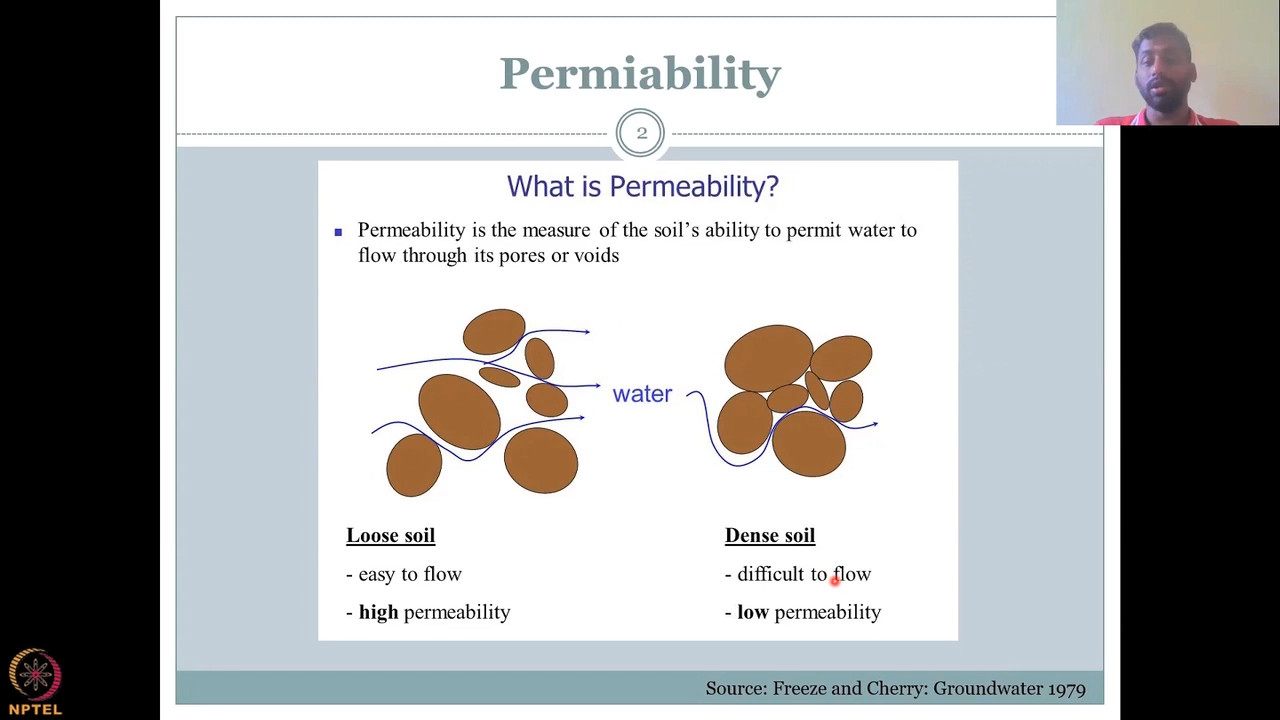 Permiability
2
What is Permeability?
Permeability is the measure of the soil's ability to permit water to
flow through its pores or voids
water
Loose soil
- easy to flow
- high permeability
Dense soil
- difficult to flow
- low permeability
Source: Freeze and Cherry: Groundwater 1979
NPTEL